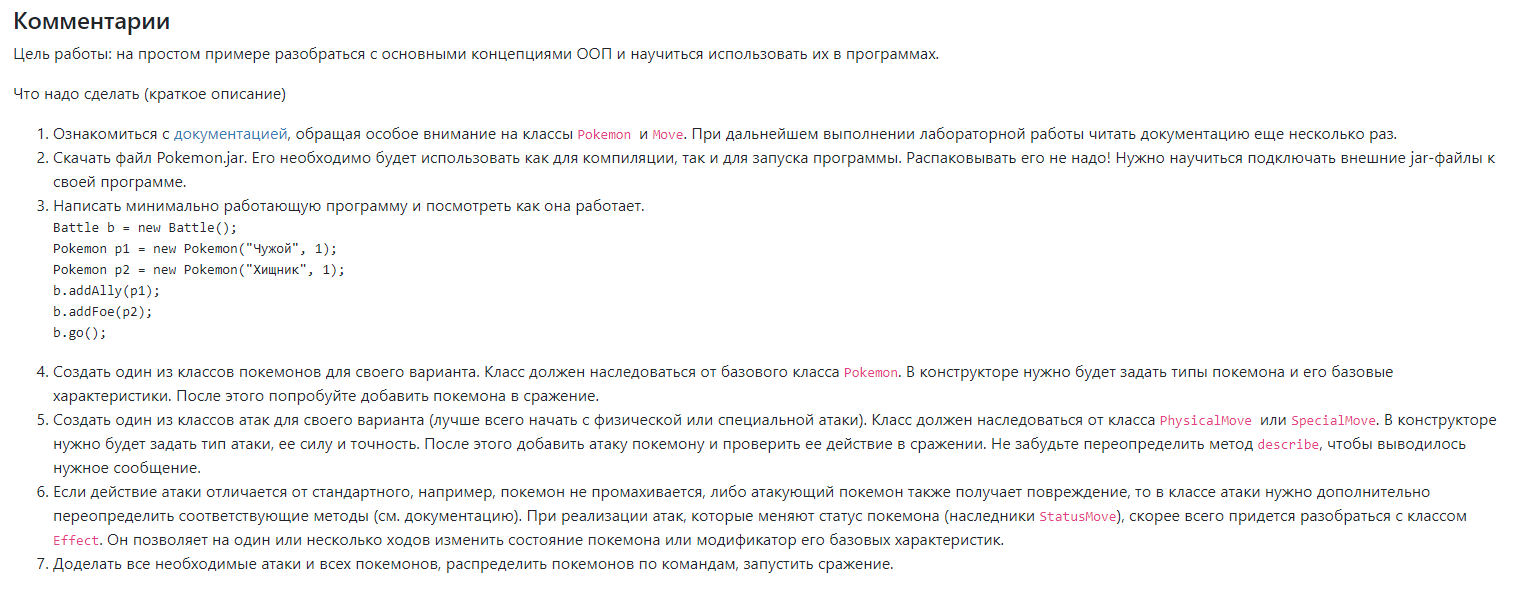 Комментарии
Цель работы: на простом примере разобраться с основными концепциями ООП и научиться использовать их в программах.
Что надо сделать (краткое описание)
1. Ознакомиться с документацией, обращая особое внимание на классы Pokemon и Move. При дальнейшем выполнении лабораторной работы читать документацию еще несколько раз.
2. Скачать файл Pokemon.jar. Его необходимо будет использовать как для компиляции, так и для запуска программы. Распаковывать его не надо! Нужно научиться подключать внешние jar-файлы к
своей программе.
3. Написать минимально работающую программу и посмотреть как она работает.
Battle b = new Battle();
Pokemon p1 = new Pokemon("Чужой", 1);
Pokemon p2 = new Pokemon("Хищник", 1);
b.addAlly(p1);
b.addFoe(p2);
b.go();
4. Создать один из классов покемонов для своего варианта. Класс должен наследоваться от базового класса Pokemon. В конструкторе нужно будет задать типы покемона и его базовые
характеристики. После этого попробуйте добавить покемона в сражение.
5. Создать один из классов атак для своего варианта (лучше всего начать с физической или специальной атаки). Класс должен наследоваться от класса PhysicalMove или SpecialMove. В конструкторе
нужно будет задать тип атаки, ее силу и точность. После этого добавить атаку покемону и проверить ее действие в сражении. Не забудьте переопределить метод describe, чтобы выводилось
нужное сообщение.
6. Если действие атаки отличается от стандартного, например, покемон не промахивается, либо атакующий покемон также получает повреждение, то в классе атаки нужно дополнительно
переопределить соответствующие методы (см. документацию). При реализации атак, которые меняют статус покемона (наследники StatusMove), скорее всего придется разобраться с классом
Effect. Он позволяет на один или несколько ходов изменить состояние покемона или модификатор его базовых характеристик.
7. Доделать все необходимые атаки и всех покемонов, распределить покемонов по командам, запустить сражение.